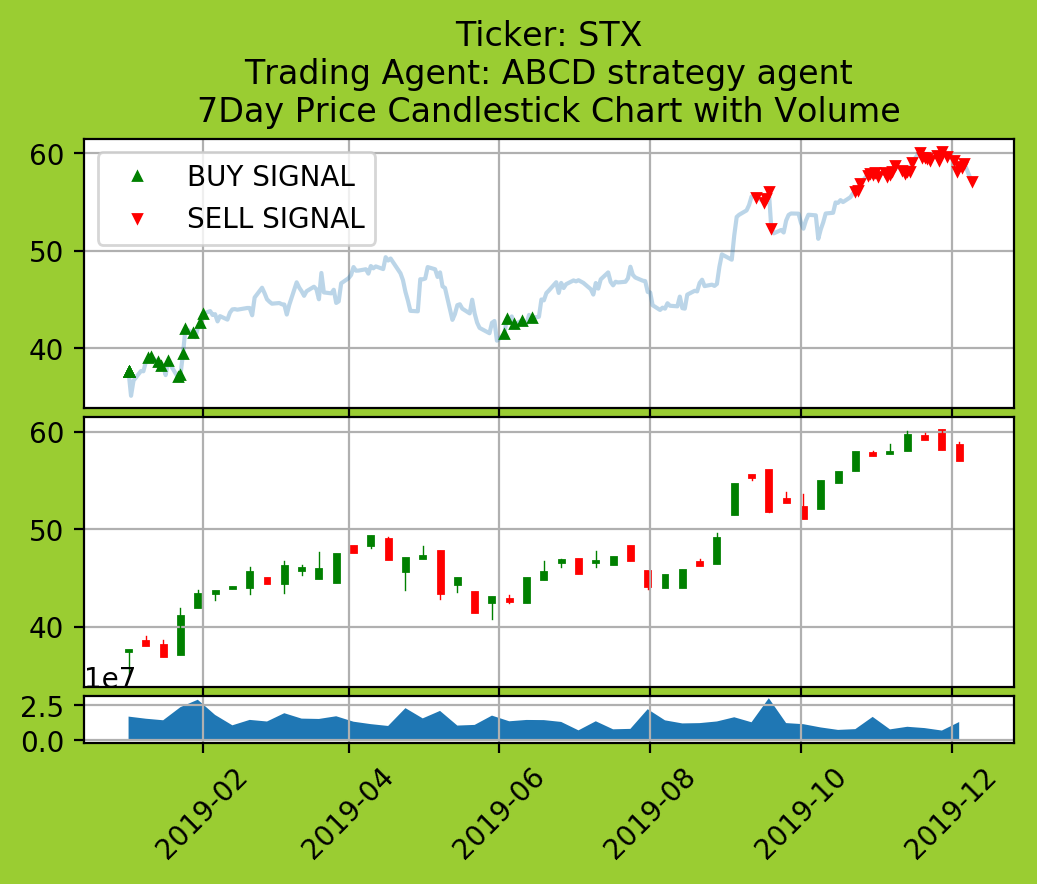 Ticker: STX
Trading Agent: ABCD strategy agent
7Day Price Candlestick Chart with Volume
60
50
40
BUY SIGNAL
SELL SIGNAL
60
50
40
1e7
2.5
0.0
2019-02
2019-04
2019-06
2019-08
2019-10
2019-12